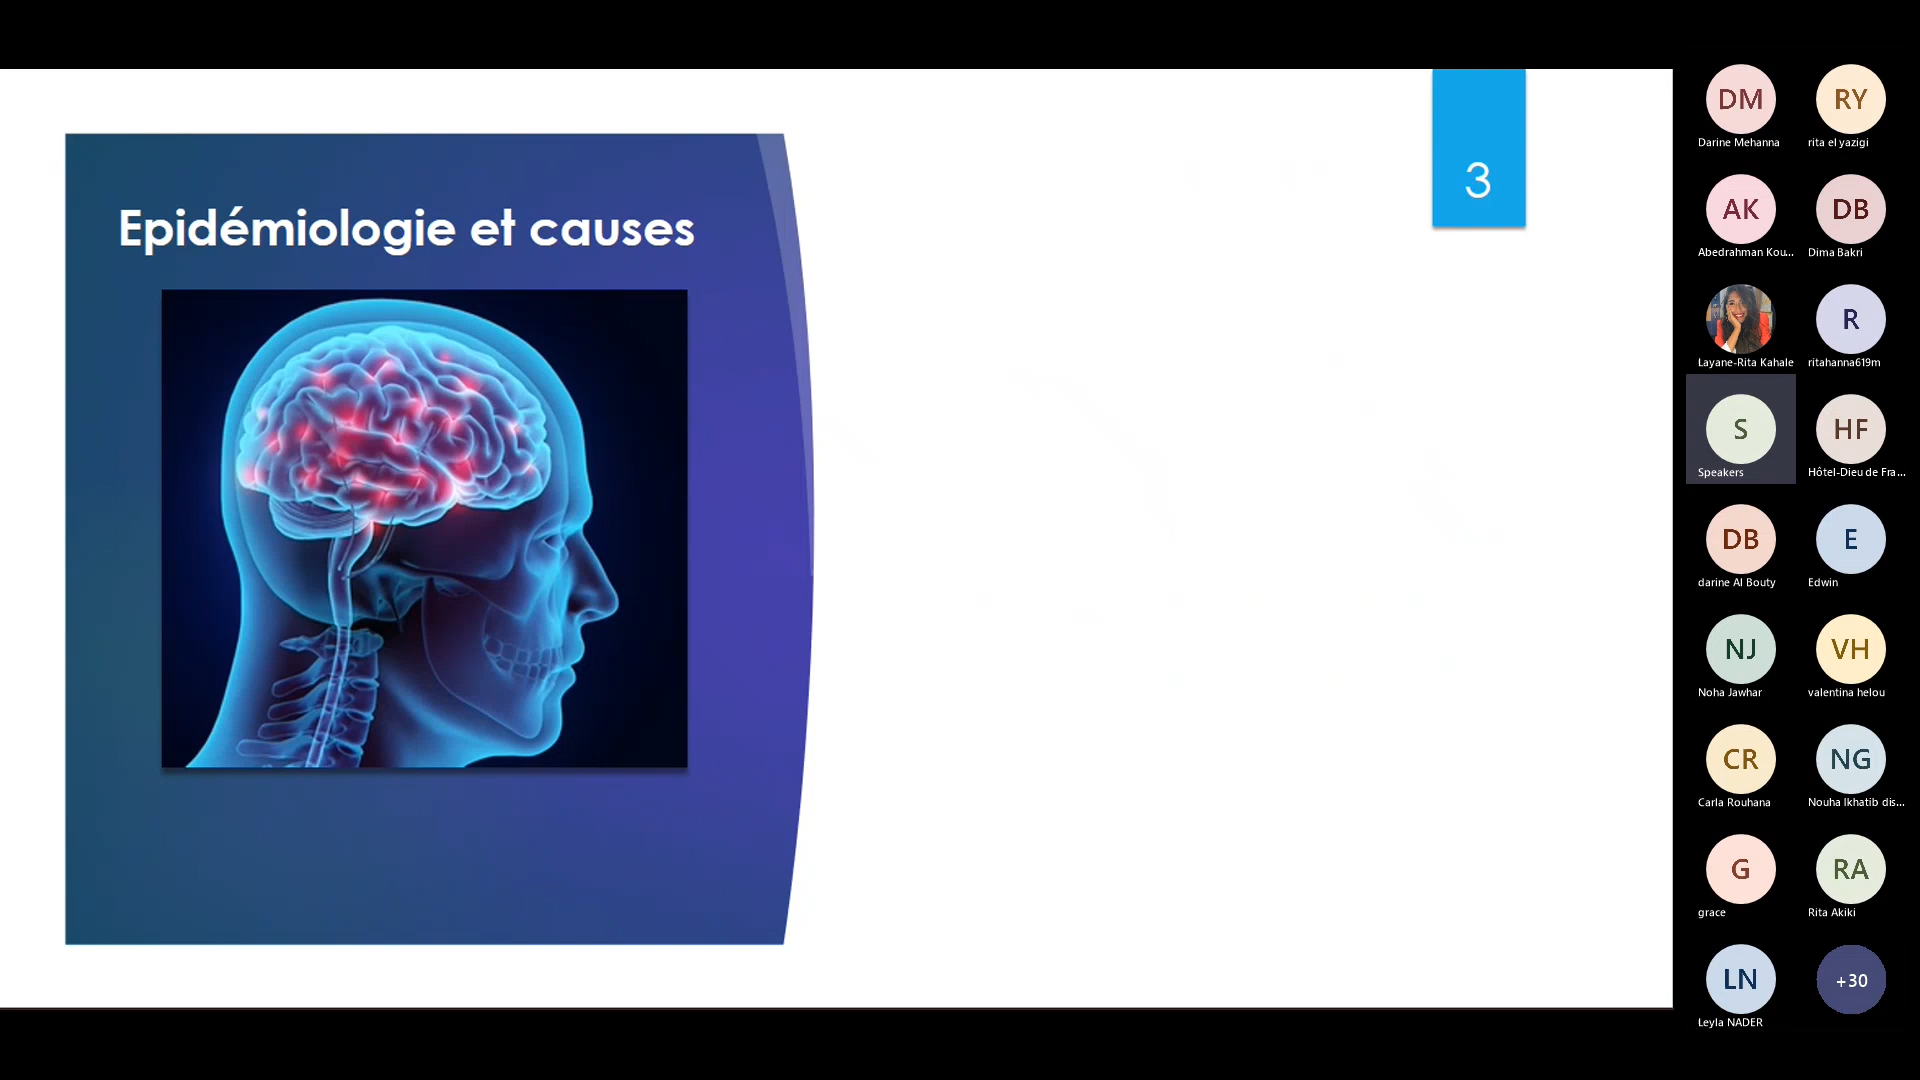 3
Epidémiologie et causes
DM
RY
Darine Mehanna
rita el yazigi
AK
DB
Abedrahman Kou...
Dima Bakri
R
Layane-Rita Kahale
ritahanna619m
S
HF
Speakers
Hôtel-Dieu de Fra...
DB
E
darine Al Bouty
Edwin
NJ
VH
Noha Jawhar
valentina helou
CR
NG
Carla Rouhana
Nouha lkhatib dis...
G
RA
grace
Rita Akiki
LN
+30
Leyla NADER